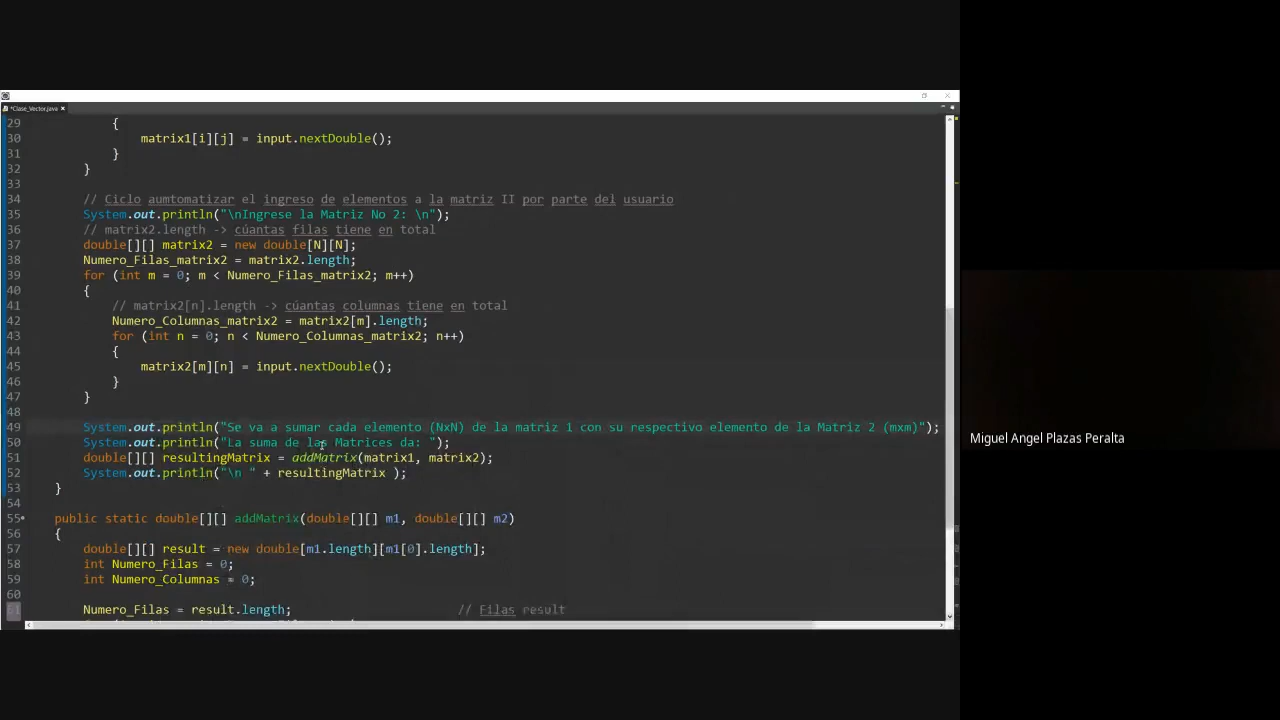 *Clase_Vector.java
29 {
30 matrix1[i][j] = input.nextDouble();
31 }
32 }
33
34 // Ciclo aumtomatizar el ingreso de elementos a la matriz II por parte del usuario
35 System.out.println("\nIngrese la Matriz No 2: \n");
36 // matrix2.length -> cúantas filas tiene en total
37 double[][] matrix2 = new double[N][N];
38 Numero_Filas_matrix2 = matrix2.length;
39 for (int m = 0; m < Numero_Filas_matrix2; m++)
40 {
41 // matrix2[n].length -> cúantas columnas tiene en total
42 Numero_Columnas_matrix2 = matrix2[m].length;
43 for (int n = 0; n < Numero_Columnas_matrix2; n++)
44 {
45 matrix2[m][n] = input.nextDouble();
46 }
47 }
48
49 System.out.println("Se va a sumar cada elemento (NxN) de la matriz 1 con su respectivo elemento de la Matriz 2 (mxm)");
50 System.out.println("La suma de las Matrices da: ");
51 double[][] resultingMatrix = addMatrix(matrix1, matrix2);
52 System.out.println("\n " + resultingMatrix );
53 }
54
55 public static double[][] addMatrix(double[][] m1, double[][] m2)
56 {
57 double[][] result = new double[m1.length][m1[0].length];
58 int Numero_Filas = 0;
59 int Numero_Columnas = 0;
60
61 Numero_Filas = result.length; // Filas result
Miguel Angel Plazas Peralta